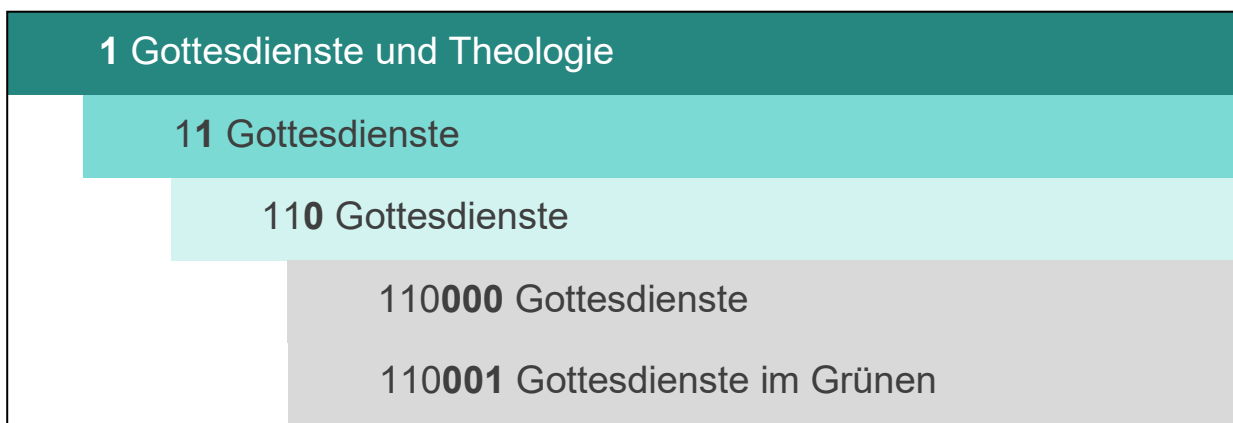 1 Gottesdienste und Theologie
11 Gottesdienste
110 Gottesdienste
110000 Gottesdienste
110001 Gottesdienste im Grünen